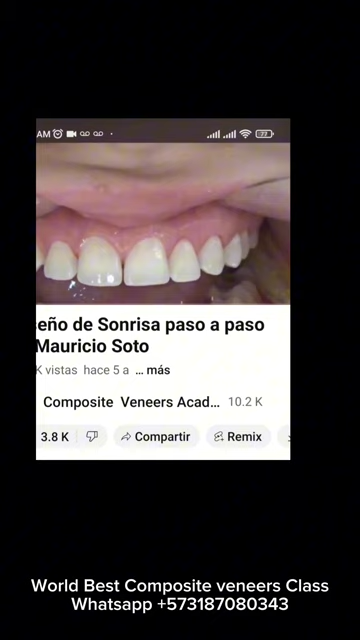 AM
77
eño de Sonrisa paso a paso
Mauricio Soto
K vistas hace 5 a ... más
Composite Veneers Acad... 10.2 K
3.8 K Compartir Remix
World Best Composite veneers Class
Whatsapp +573187080343